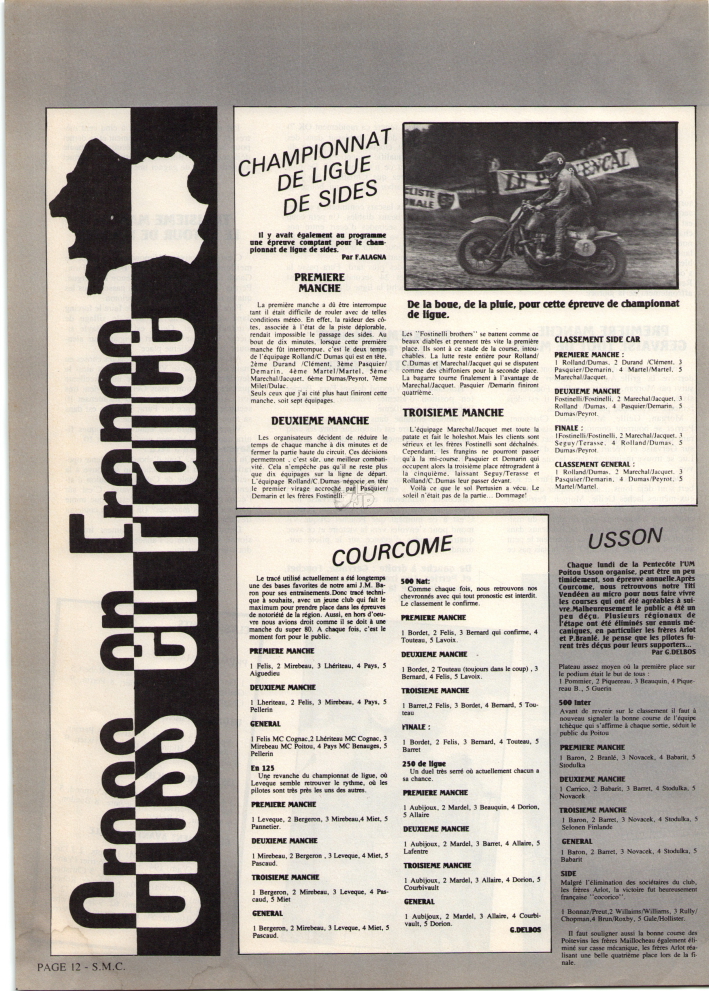 Cross en France
CHAMPIONNAT
DE LIGUE
DE SIDES
Il y avait également au programme
une épreuve comptant pour le cham-
pionnat de ligue de sides.
Par F.ALAGNA
PREMIERE
MANCHE
La première manche a dû être interrompue
tant il était difficile de rouler avec de telles
conditions météo. En effet, la raideur des cô-
tes, associée à l'état de la piste déplorable,
rendait impossible le passage des sides. Au
bout de dix minutes, lorsque cette première
manche fût interrompue, c'est le deux temps
de l'équipage Rolland/C Dumas qui est en tête,
2ème Durand /Clément, 3ème Pasquier/
Demarin, 4ème Martel/Martel, 5ème
Marechal/Jacquet, 6ème Dumas/Peyrot, 7ème
Milet/Dulac.
Seuls ceux que j'ai cité plus haut finiront cette
manche, soit sept équipages.
DEUXIEME MANCHE
Les organisateurs décident de réduire le
temps de chaque manche à dix minutes et de
fermer la partie haute du circuit. Ces décisions
permettront , c'est sûr, une meilleur combati-
vité. Cela n'empêche pas qu'il ne reste plus
que dix équipages sur la ligne de départ.
L'équipage Rolland/C Dumas négocie en tête
le premier virage accroché par Pasquier/
Demarin et les frères Fostinelli.
LE PROVENCAL
CLISTE
NALE
De la boue, de la pluie, pour cette épreuve de championnat
de ligue.
Les "Fostinelli brothers" se battent comme de
beaux diables et prennent très vite la première
place. Ils sont à ce stade de la course, intou-
chables. La lutte reste entière pour Rolland/
C.Dumas et Marechal/Jacquet qui se disputent
comme des chiffoniers pour la seconde place.
La bagarre tourne finalement à l'avantage de
Marechal/Jacquet. Pasquier /Demarin finiront
quatrième.
TROISIEME MANCHE
L'équipage Marechal/Jacquet met toute la
patate et fait le holeshot.Mais les clients sont
sérieux et les frères Fostinelli sont déchaînés.
Cependant, les frangins ne pourront passer
qu'à la mi-course. Pasquier et Demarin qui
occupent alors la troisième place rétrogradent à
la cinquième, laissant Seguy/Terasse et
Rolland/C.Dumas leur passer devant.
Voilà ce que le sol Pertusien a vécu. Le
soleil n'était pas de la partie... Dommage!
CLASSEMENT SIDE CAR
PREMIERE MANCHE :
1 Rolland/Dumas, 2 Durand /Clément, 3
Pasquier/Demarin, 4 Martel/Martel, 5
Marechal/Jacquet.
DEUXIEME MANCHE
Fostinelli/Fostinelli, 2 Marechal/Jacquet, 3
Rolland /Dumas, 4 Pasquier/Demarin, 5
Dumas/Peyrot.
FINALE :
1Fostinelli/Fostinelli, 2 Marechal/Jacquet, 3
Seguy/Terasse, 4 Rolland/Dumas, 5
Dumas/Peyrot
CLASSEMENT GENERAL :
1 Rolland/Dumas, 2 Marechal/Jacquet, 3
Pasquier/Demarin, 4 Dumas/Peyrot, 5
Martel/Martel.
COURCOME
Le tracé utilisé actuellement a été longtemps
une des bases favorites de notre ami J.M. Ba-
ron pour ses entrainements.Donc tracé techni-
que à souhaits, avec un jeune club qui fait le
maximum pour prendre place dans les épreuves
de notoriété de la région. Aussi, en hors d'oeu-
vre nous avions droit comme il se doit à une
manche du super 80. A chaque fois, c'est le
moment fort pour le public.
PREMIERE MANCHE
1 Felis, 2 Mirebeau, 3 Lhériteau, 4 Pays, 5
Aiguedieu
DEUXIEME MANCHE
1 Lheriteau, 2 Felis, 3 Mirebeau, 4 Pays, 5
Pellerin
GENERAL
1 Felis MC Cognac,2 Lhériteau MC Cognac, 3
Mirebeau MC Poitou, 4 Pays MC Benauges, 5
Pellerin
En 125
Une revanche du championnat de ligue, où
Leveque semble retrouver le rythme, où les
pilotes sont très près les uns des autres.
PREMIERE MANCHE
1 Leveque, 2 Bergeron, 3 Mirebeau,4 Miet, 5
Pannetier.
DEUXIEME MANCHE
1 Mirebeau, 2 Bergeron , 3 Leveque, 4 Miet, 5
Pascaud.
TROISIEME MANCHE
1 Bergeron, 2 Mirebeau, 3 Leveque, 4 Pas-
caud, 5 Miet
GENERAL
1 Bergeron, 2 Mirebeau, 3 Leveque, 4 Miet, 5
Pascaud.
500 Nat:
Comme chaque fois, nous retrouvons nos
chevronnés avec qui tout pronostic est interdit.
Le classement le confirme.
PREMIERE MANCHE
1 Bordet, 2 Felis, 3 Bernard qui confirme, 4
Touteau, 5 Lavoix.
DEUXIEME MANCHE
1 Bordet, 2 Touteau (toujours dans le coup) , 3
Bernard, 4 Felis, 5 Lavoix.
TROISIEME MANCHE
1 Barret,2 Felis, 3 Bordet, 4 Bernard, 5 Tou-
teau
FINALE :
1 Bordet, 2 Felis, 3 Bernard, 4 Touteau, 5
Barret
250 de ligue
Un duel très serré où actuellement chacun a
sa chance.
PREMIERE MANCHE
1 Aubijoux, 2 Mardel, 3 Beauquin, 4 Dorion,
5 Allaire
DEUXIEME MANCHE
1 Aubijoux, 2 Mardel, 3 Barret, 4 Allaire, 5
Lafentre
TROISIEME MANCHE
1 Aubijoux, 2 Mardel, 3 Allaire, 4 Dorion, 5
Courbivault
GENERAL
1 Aubijoux, 2 Mardel, 3 Allaire, 4 Courbi-
vault, 5 Dorion.
G.DELBOS
USSON
Chaque lundi de la Pentecôte l'UM
Poitou Usson organise, peut être un peu
timidement, son épreuve annuelle.Après
Courcome, nous retrouvons notre Titi
Vendéen au micro pour nous faire vivre
les courses qui ont été agréables à sui-
vre.Malheureusement le public a été un
peu déçu. Plusieurs régionaux de
l'étape ont été éliminés sur ennuis mé-
caniques, en particulier les frères Arlot
et P.Branlé. Je pense que les pilotes fu-
rent très déçus pour leurs supporters...
Par G.DELBOS
Plateau assez moyen où la première place sur
le podium était le but de tous :
1 Pommier, 2 Piquereau, 3 Beauquin, 4 Pique-
reau B., 5 Guerin
500 Inter
Avant de revenir sur le classement il faut à
nouveau signaler la bonne course de l'équipe
tchèque qui s'affirme à chaque sortie, séduit le
public du Poitou
PREMIERE MANCHE
1 Baron, 2 Branlé, 3 Novacek, 4 Babarit, 5
Stodulka
DEUXIEME MANCHE
1 Carrico, 2 Babarit, 3 Barret, 4 Stodulka, 5
Novacek
TROISIEME MANCHE
1 Baron, 2 Barret, 3 Novacek, 4 Stodulka, 5
Selonen Finlande
GENERAL
1 Baron, 2 Barret, 3 Novacek, 4 Stodulka, 5
Babarit
SIDE
Malgré l'élimination des sociétaires du club,
les frères Arlot, la victoire fut heureusement
française "cocorico".
1 Bonnaz/Preut,2 Willains/Williams, 3 Rully/
Chopman,4 Brun/Roxby, 5 Gale/Hollister.
Il faut souligner aussi la bonne course des
Poitevins les frères Maillocheau également éli-
miné sur casse mécanique, les frères Arlot réa-
lisant une belle quatrième place lors de la fi-
nale.
PAGE 12 - S.M.C.